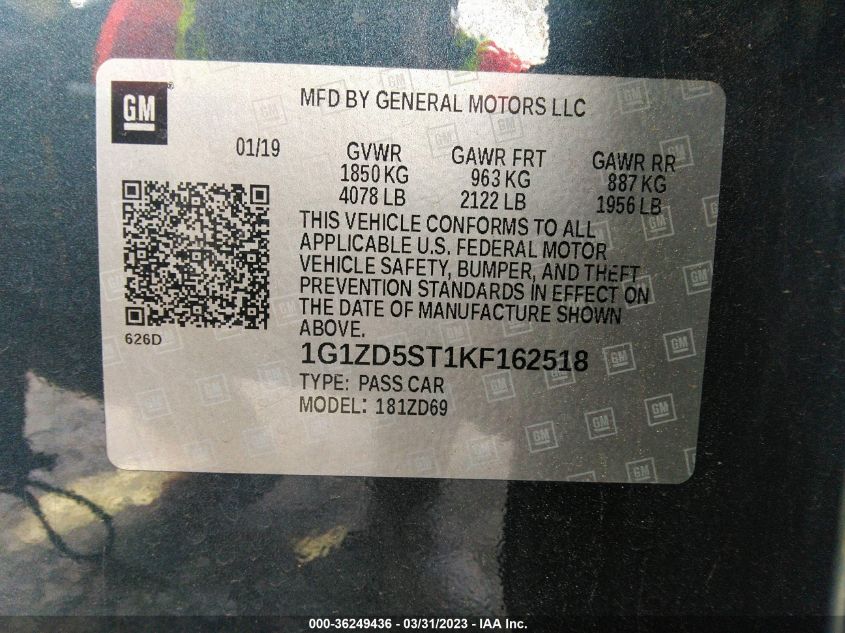 GM
MFD BY GENERAL MOTORS LLC
01/19
GVWR GAWR FRT GAWR RR
1850 KG 963 KG 887 KG
4078 LB 2122 LB 1956 LB
THIS VEHICLE CONFORMS TO ALL
APPLICABLE U.S. FEDERAL MOTOR
VEHICLE SAFETY, BUMPER, AND THEFT
PREVENTION STANDARDS IN EFFECT ON
THE DATE OF MANUFACTURE SHOWN
ABOVE.
626D
1G1ZD5ST1KF162518
TYPE: PASS CAR
MODEL: 181ZD69
000-36249436 / 03/31/2023 - IAA Inc.